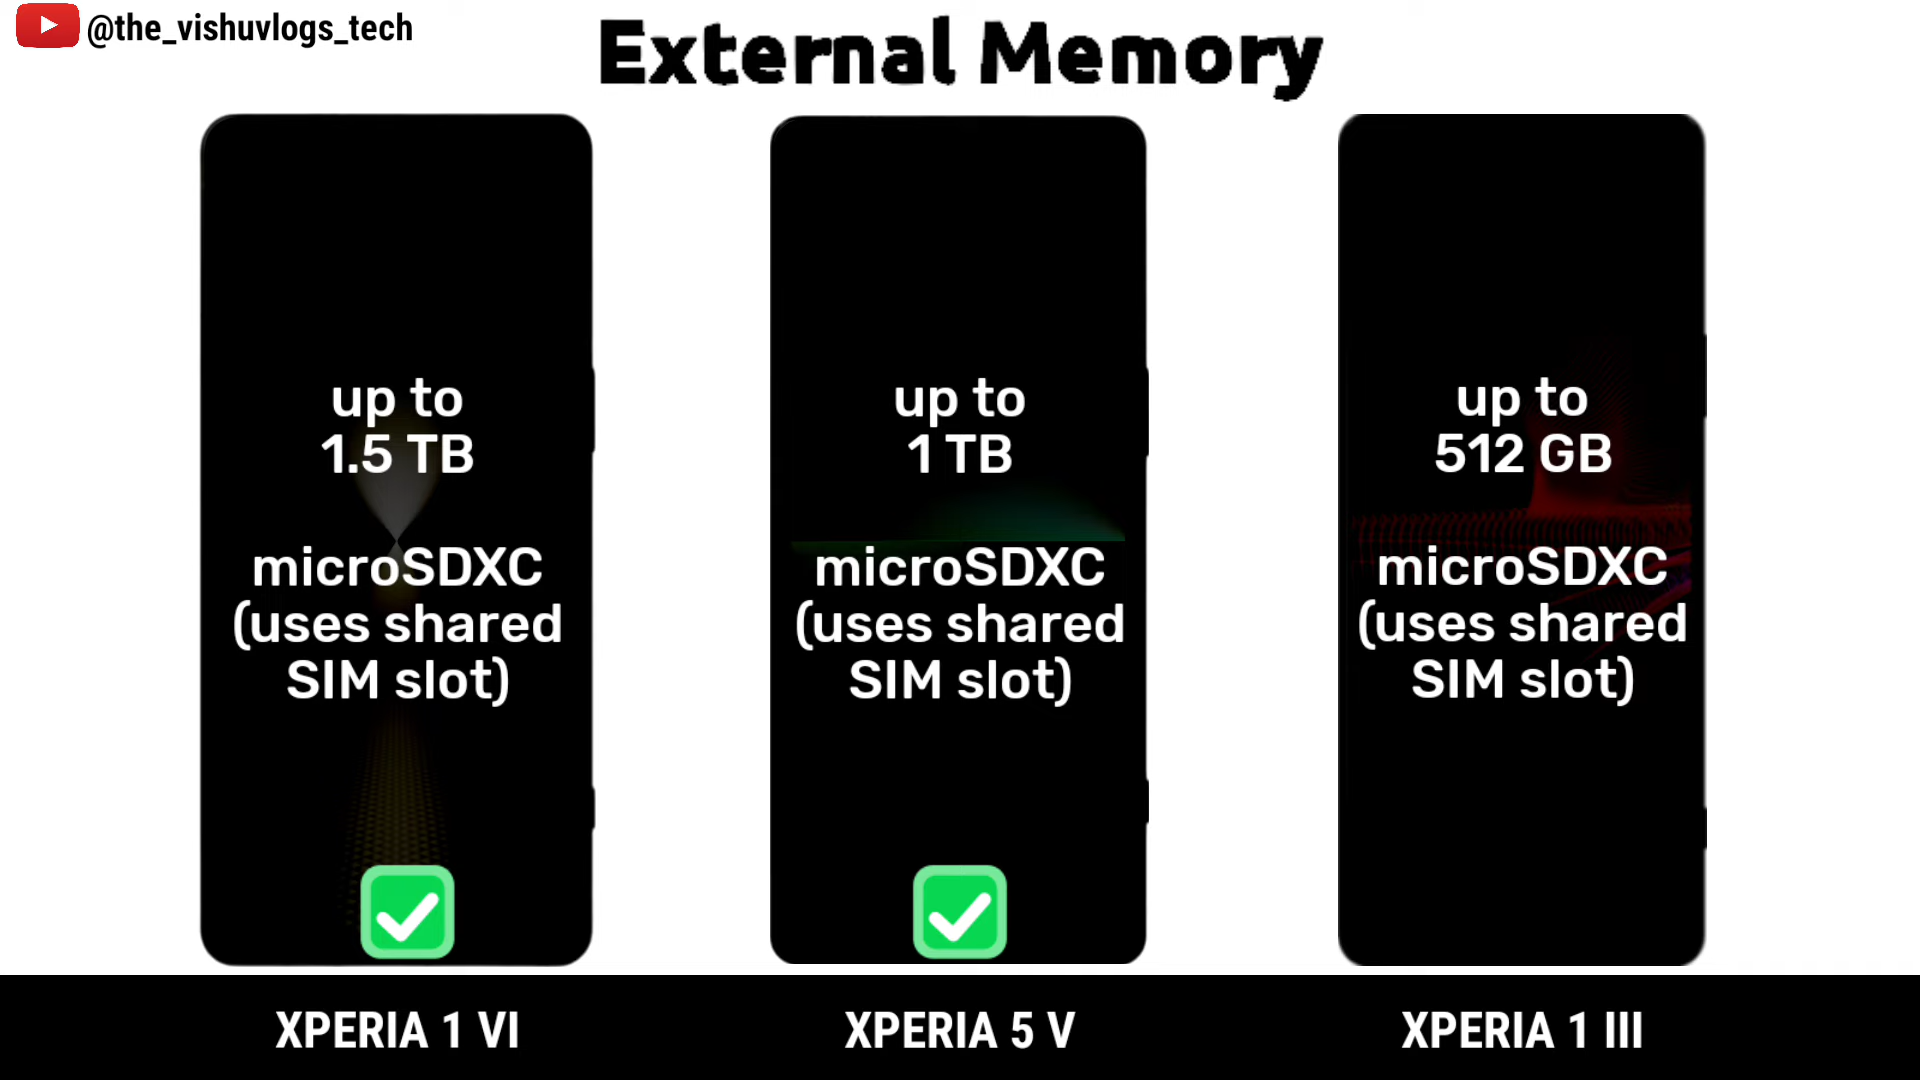 @the_vishuvlogs_tech
External Memory
up to
1.5 TB
microSDXC
(uses shared
SIM slot)
up to
1 TB
microSDXC
(uses shared
SIM slot)
up to
512 GB
microSDXC
(uses shared
SIM slot)
XPERIA 1 VI
XPERIA 5 V
XPERIA 1 III